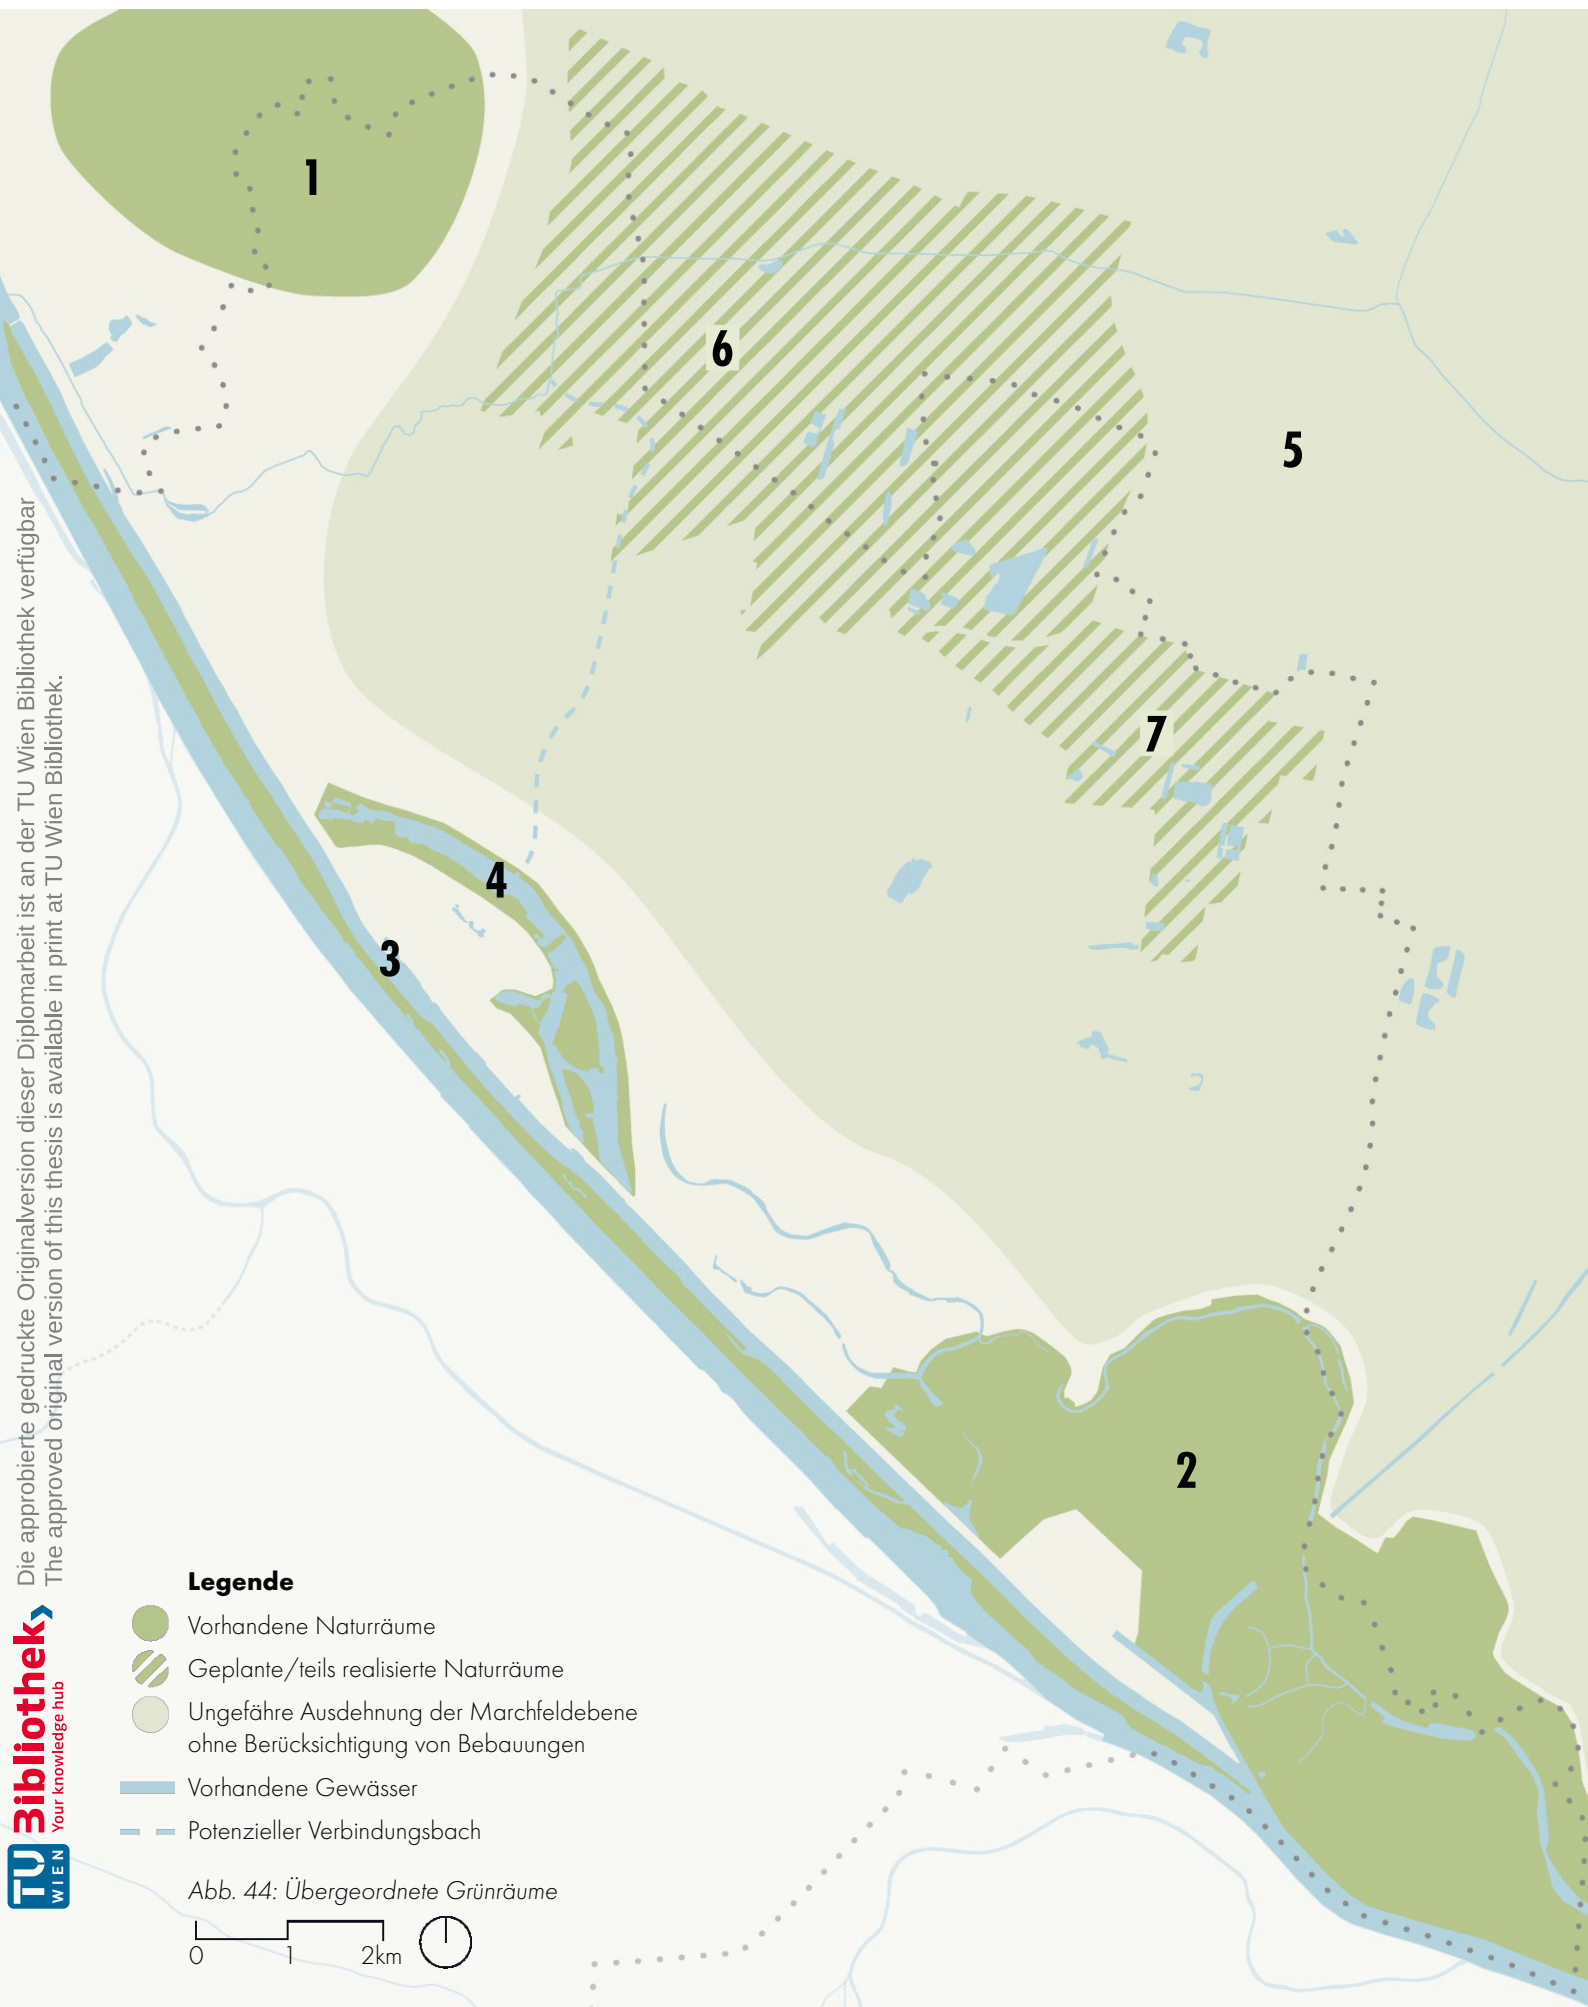 1
6
5
7
4
3
2
Die approbierte gedruckte Originalversion dieser Diplomarbeit ist an der TU Wien Bibliothek verfügbar
The approved original version of this thesis is available in print at TU Wien Bibliothek.
Bibliothek
Your knowledge hub
TU
WIEN
Legende
Vorhandene Naturräume
Geplante/teils realisierte Naturräume
Ungefähre Ausdehnung der Marchfeldebene
ohne Berücksichtigung von Bebauungen
Vorhandene Gewässer
Potenzieller Verbindungsbach
Abb. 44: Übergeordnete Grünräume
0 1 2km